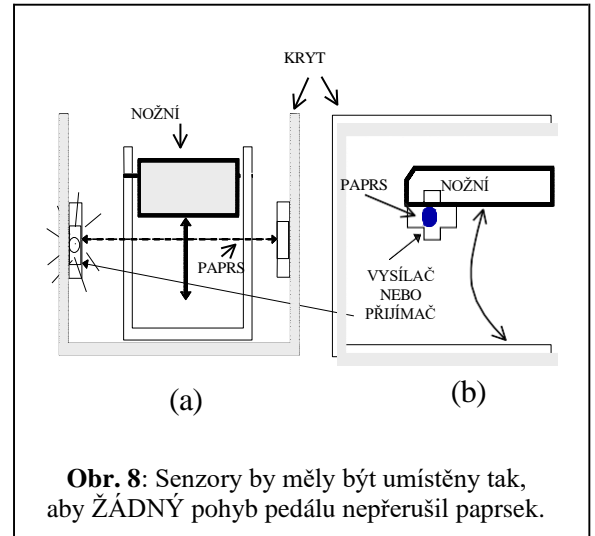 KRYT
NOŽNÍ
PAPRS
(a)
PAPRS
NOŽNÍ
VYSÍLAČ
NEBO
PŘIJÍMAČ
(b)
Obr. 8: Senzory by měly být umístěny tak,
aby ŽÁDNÝ pohyb pedálu nepřerušil paprsek.